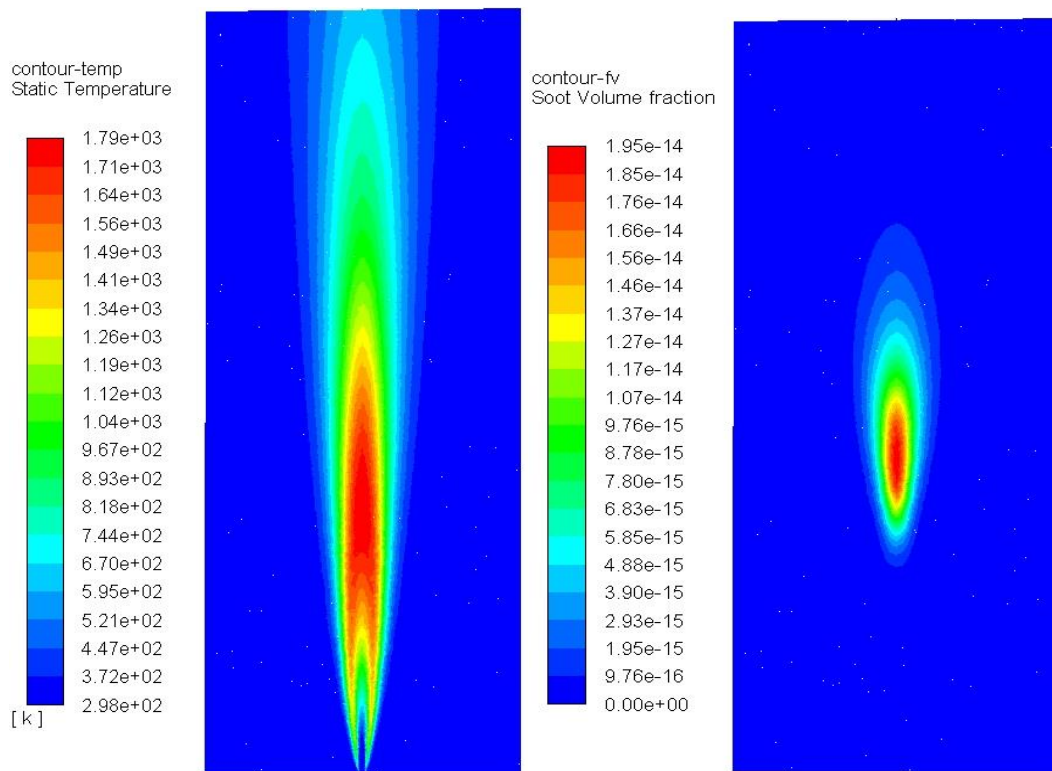 contour-temp
Static Temperature
1.79e+03
1.71e+03
1.64e+03
1.56e+03
1.49e+03
1.41e+03
1.34e+03
1.26e+03
1.19e+03
1.12e+03
1.04e+03
9.67e+02
8.93e+02
8.18e+02
7.44e+02
6.70e+02
5.95e+02
5.21e+02
4.47e+02
3.72e+02
2.98e+02
[ k ]
contour-fv
Soot Volume fraction
1.95e-14
1.85e-14
1.76e-14
1.66e-14
1.56e-14
1.46e-14
1.37e-14
1.27e-14
1.17e-14
1.07e-14
9.76e-15
8.78e-15
7.80e-15
6.83e-15
5.85e-15
4.88e-15
3.90e-15
2.93e-15
1.95e-15
9.76e-16
0.00e+00